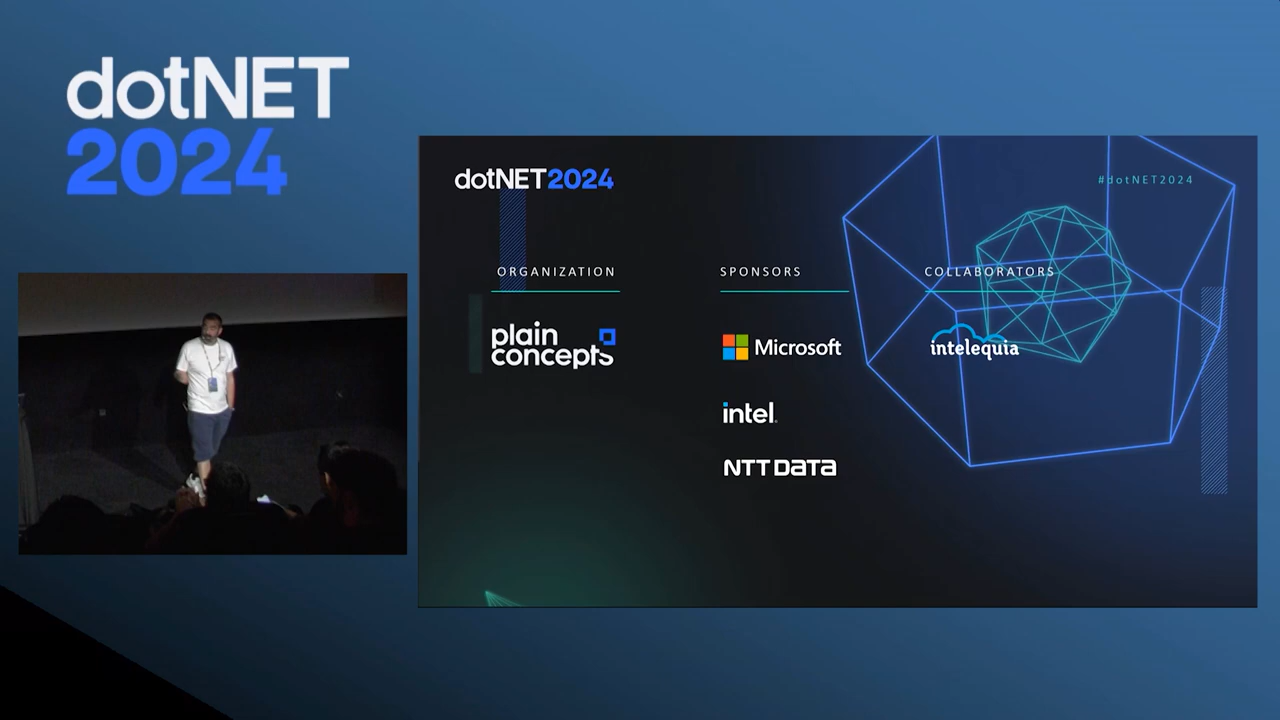 dotNET
2024
dotNET2024
#dotNET2024
ORGANIZATION
SPONSORS
COLLABORATORS
plain
concepts
Microsoft
intelequia
intel.
NTT DATA